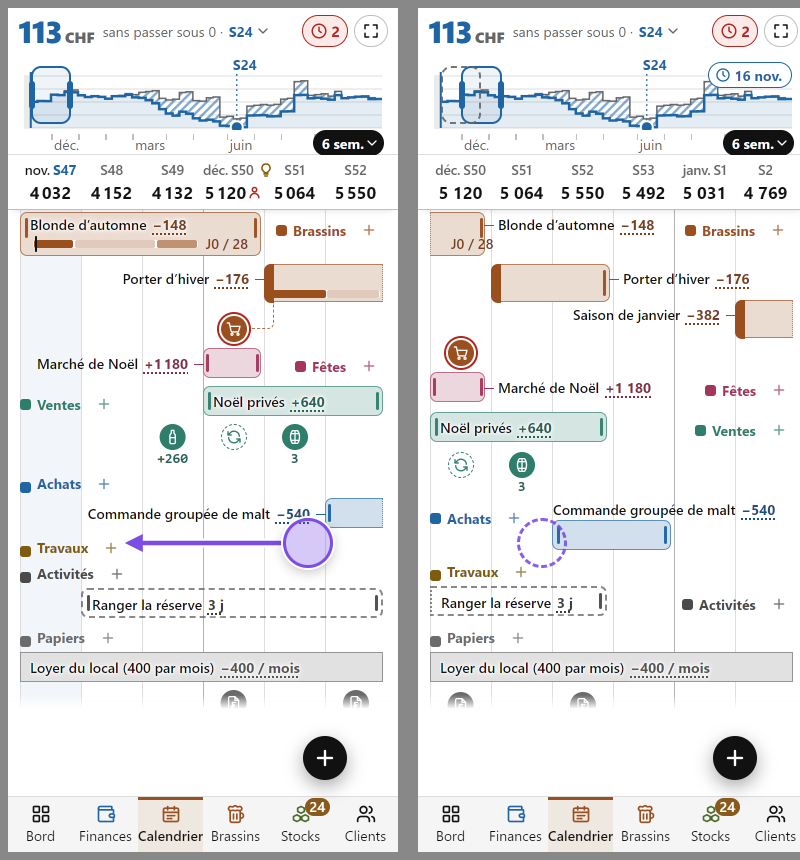 113 CHF sans passer sous 0 · S24 2
S24
déc. mars juin 6 sem.
nov. S47 S48 S49 déc. S50 S51 S52
4 032 4 152 4 132 5 120 5 064 5 550
Blonde d’automne −148
Brassins +
J0 / 28
Porter d’hiver −176
Marché de Noël +1 180
Fêtes +
Ventes +
Noël privés +640
+260 3
Achats +
Commande groupée de malt −540
Travaux +
Activités +
Ranger la réserve 3 j
Papiers +
Loyer du local (400 par mois) −400 / mois
+
Bord Finances Calendrier Brassins 24 Stocks Clients
113 CHF sans passer sous 0 · S24 2
S24
16 nov.
déc. mars juin 6 sem.
déc. S50 S51 S52 S53 janv. S1 S2
5 120 5 064 5 550 5 492 5 031 4 769
Blonde d’automne −148
Brassins +
J0 / 28
Porter d’hiver −176
Saison de janvier −382
Marché de Noël +1 180
Fêtes +
Noël privés +640
Ventes +
3
Commande groupée de malt −540
Achats +
Travaux +
Ranger la réserve 3 j
Activités +
Papiers +
Loyer du local (400 par mois) −400 / mois
+
Bord Finances Calendrier Brassins 24 Stocks Clients